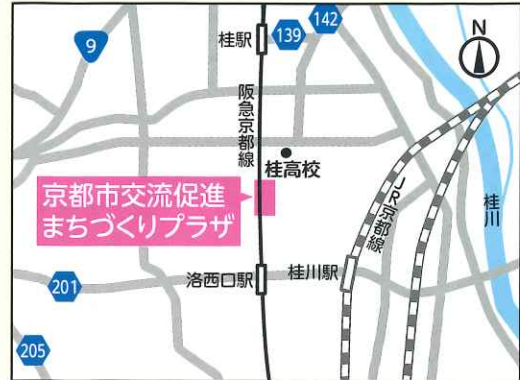 142
139
桂駅
9
N
阪急京都線
桂高校
京都市交流促進
まちづくりプラザ
JR京都線
桂川
洛西口駅
桂川駅
201
205